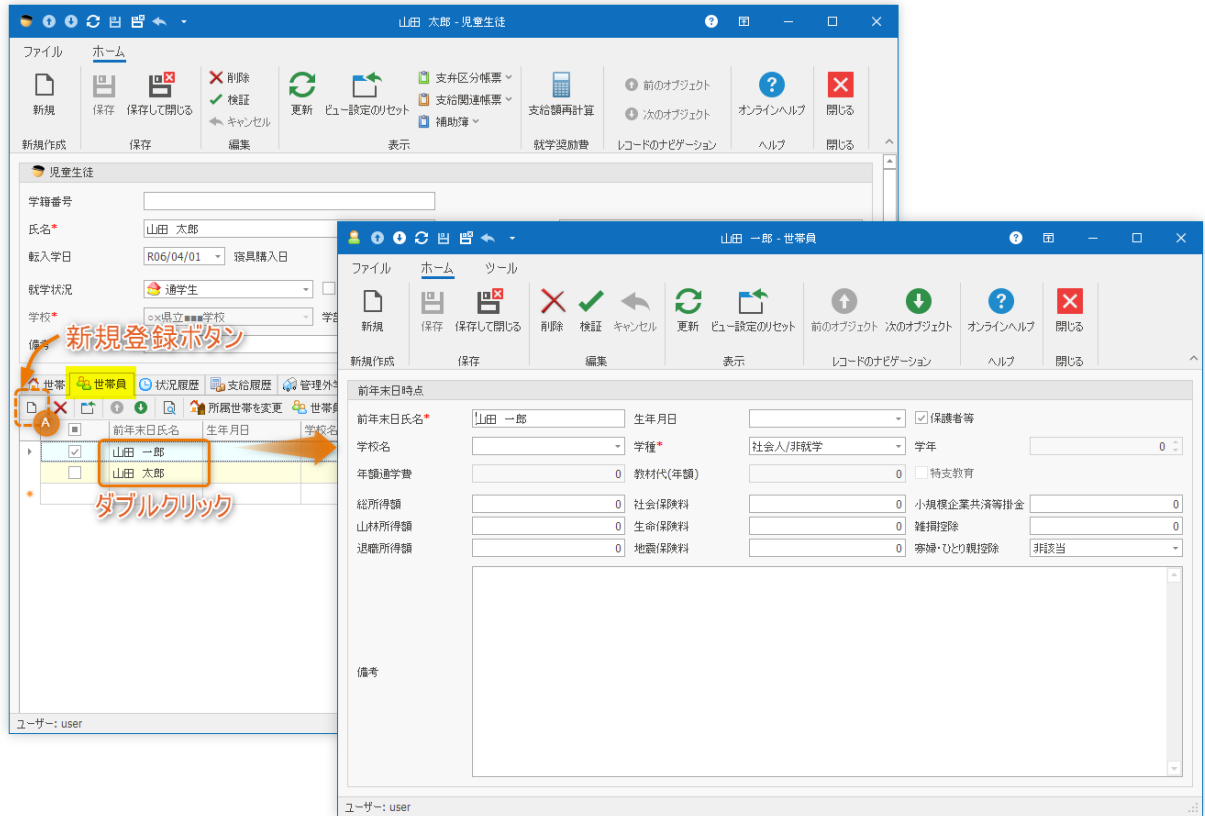 山田 太郎 - 児童生徒
ファイル ホーム
新規 保存 保存して閉じる 削除 検証 キャンセル 更新 ビュー設定のリセット 支弁区分帳票 支給関連帳票 補助簿 支給額再計算 前のオブジェクト 次のオブジェクト オンラインヘルプ 閉じる
新規作成 保存 編集 表示 就学奨励費 レコードのナビゲーション ヘルプ 閉じる
児童生徒
学籍番号
氏名* 山田 太郎
転入学日 R06/04/01 寝具購入日
就学状況 通学生
学校* ○×県立■■■学校
新規登録ボタン
世帯 世帯員 状況履歴 支給履歴
所属世帯を変更
A
前年末日氏名 生年月日 学校名
山田 一郎
山田 太郎
ダブルクリック
ユーザー: user
山田 一郎 - 世帯員
ファイル ホーム ツール
新規 保存 保存して閉じる 削除 検証 キャンセル 更新 ビュー設定のリセット 前のオブジェクト 次のオブジェクト オンラインヘルプ 閉じる
新規作成 保存 編集 表示 レコードのナビゲーション ヘルプ 閉じる
前年末日時点
前年末日氏名* 山田 一郎 生年月日 保護者等
学校名 学種* 社会人/非就学 学年 0
年額通学費 0 教材代(年額) 0 特支教育
総所得額 0 社会保険料 0 小規模企業共済等掛金 0
山林所得額 0 生命保険料 0 雑損控除 0
退職所得額 0 地震保険料 0 寡婦・ひとり親控除 非該当
備考
ユーザー: user